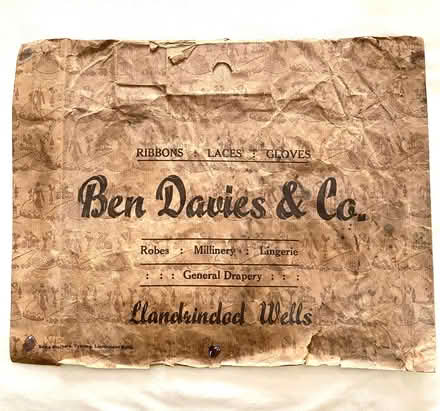 RIBBONS : LACES : GLOVES
Ben Davies & Co.
Robes : Millinery : Lingerie
: : : General Drapery : : :
Llandrindod Wells